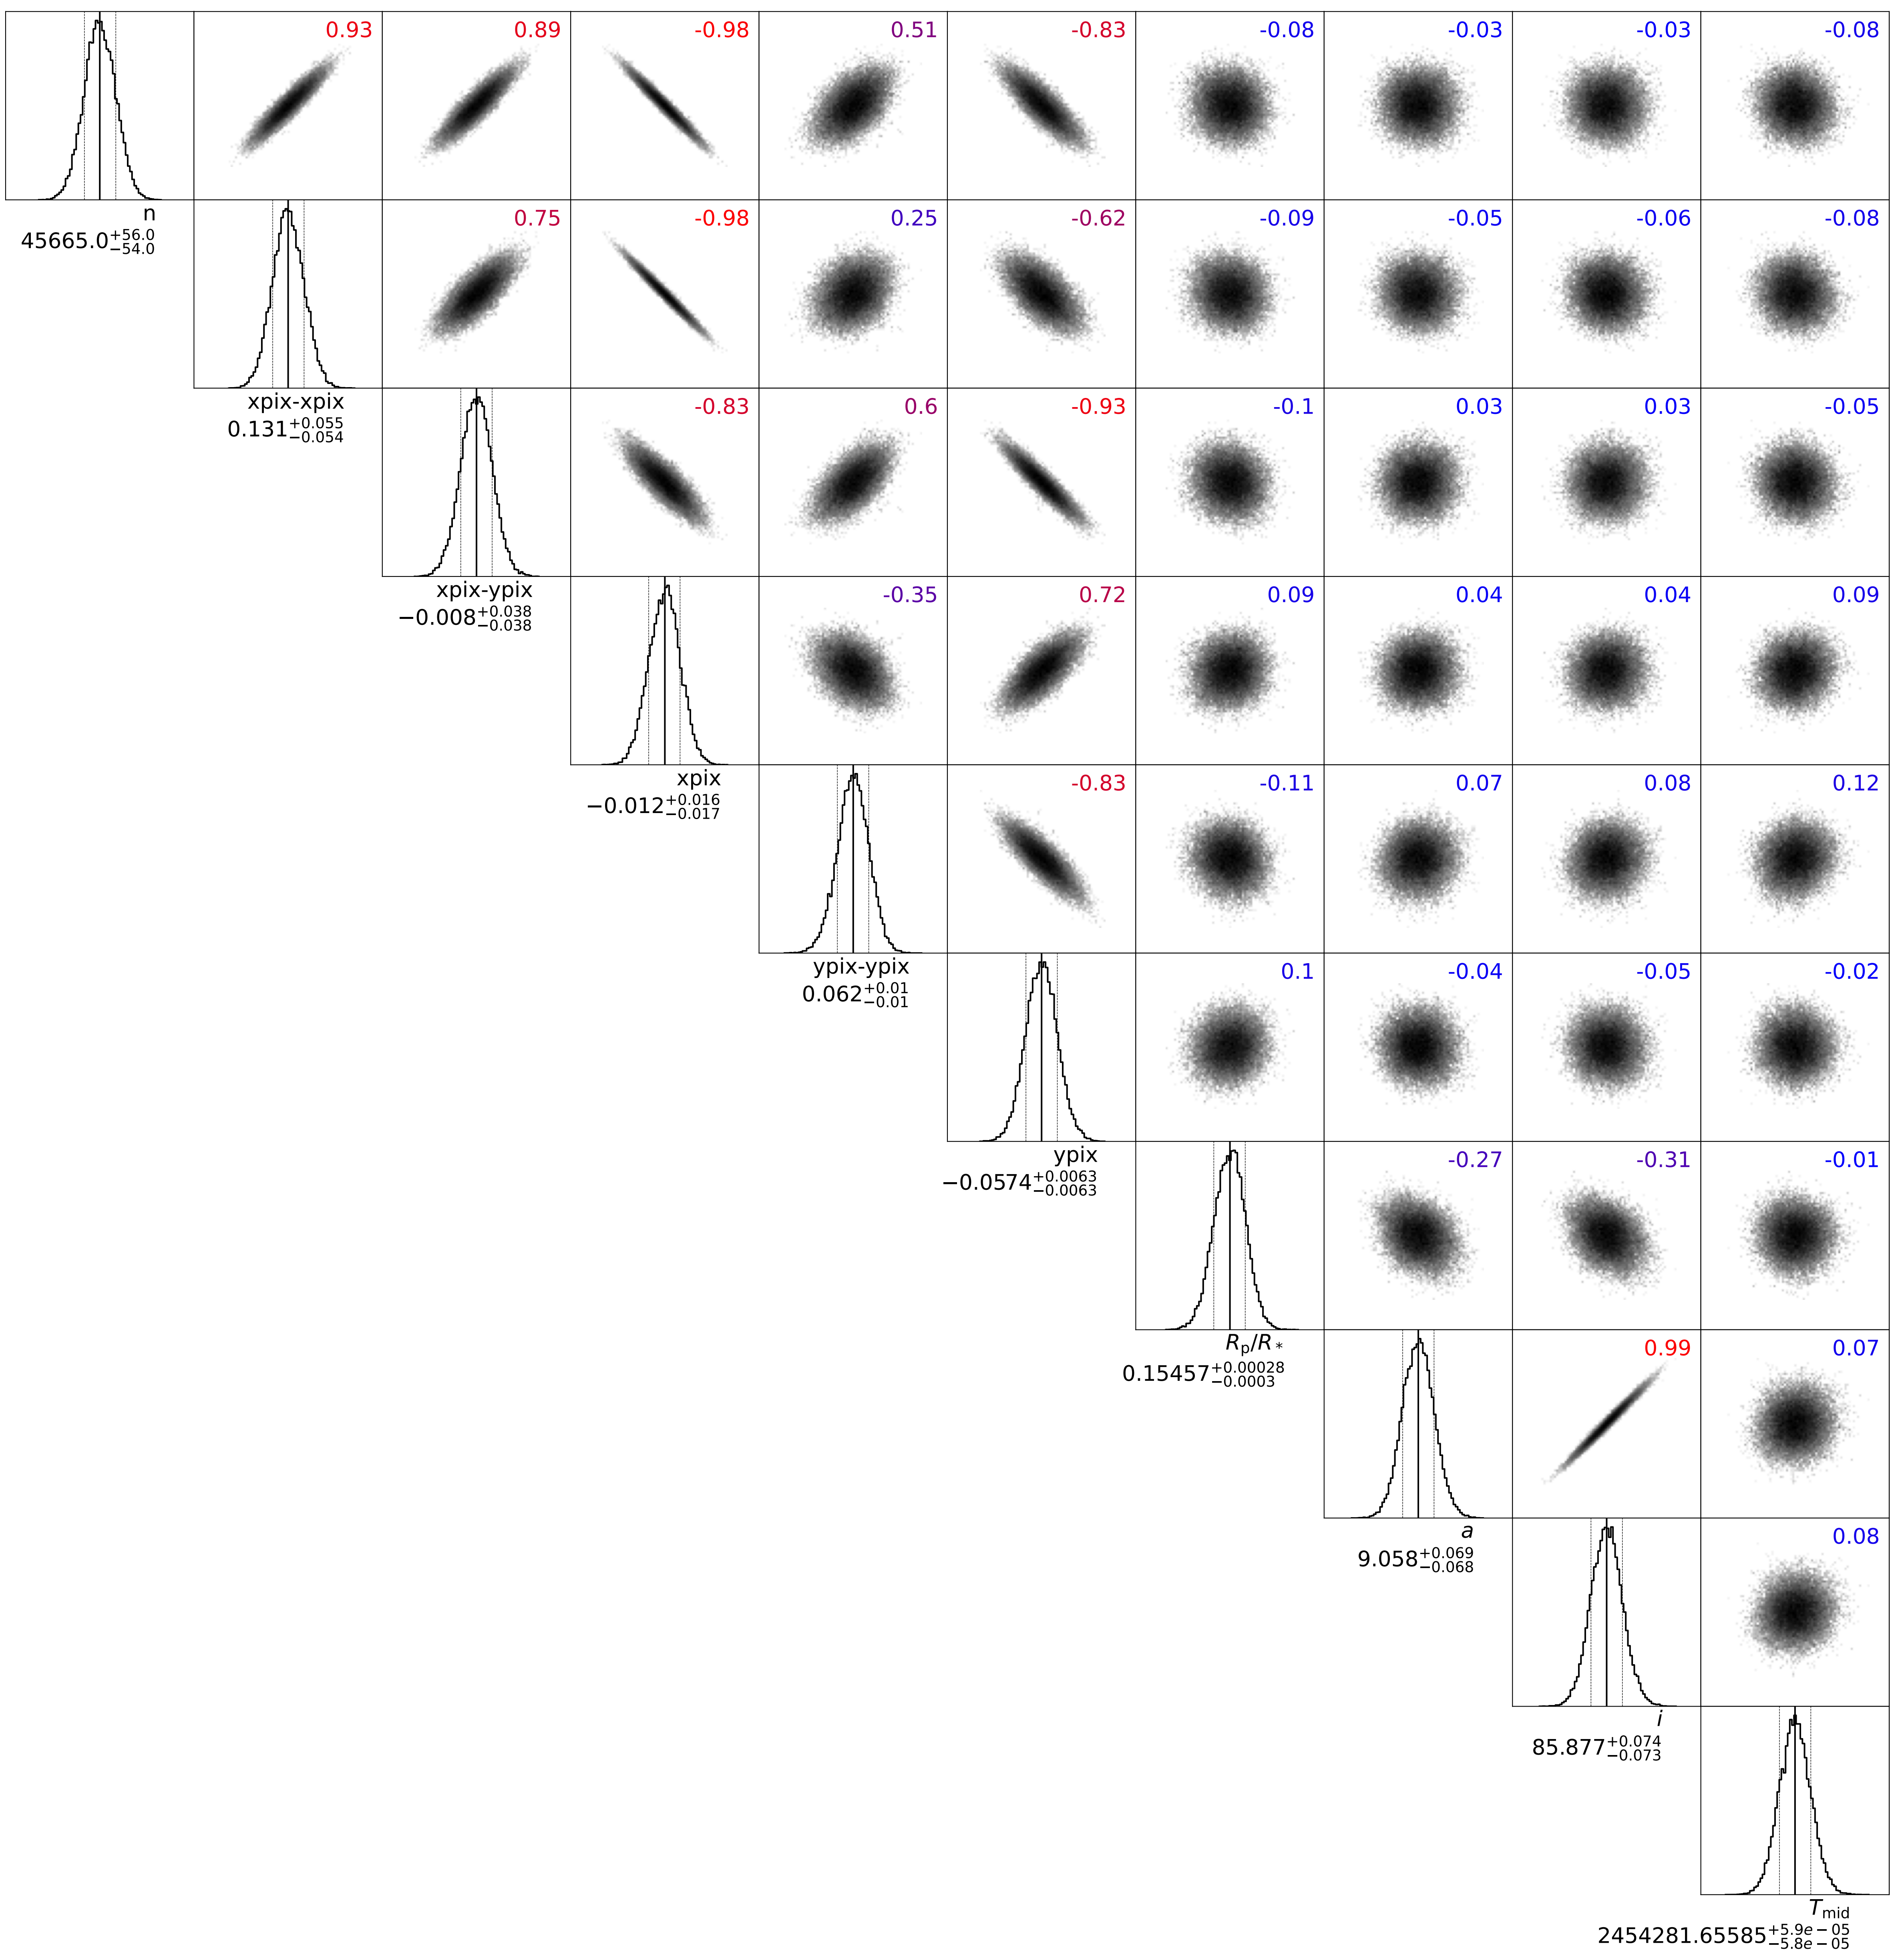 0.93 0.89 -0.98 0.51 -0.83 -0.08 -0.03 -0.03 -0.08
n
45665.0 +56.0 −54.0
0.75 -0.98 0.25 -0.62 -0.09 -0.05 -0.06 -0.08
xpix-xpix
0.131 +0.055 −0.054
-0.83 0.6 -0.93 -0.1 0.03 0.03 -0.05
xpix-ypix
−0.008 +0.038 −0.038
-0.35 0.72 0.09 0.04 0.04 0.09
xpix
−0.012 +0.016 −0.017
-0.83 -0.11 0.07 0.08 0.12
ypix-ypix
0.062 +0.01 −0.01
0.1 -0.04 -0.05 -0.02
ypix
−0.0574 +0.0063 −0.0063
-0.27 -0.31 -0.01
Rp/R*
0.15457 +0.00028 −0.0003
0.99 0.07
a
9.058 +0.069 −0.068
0.08
i
85.877 +0.074 −0.073
Tmid
2454281.65585 +5.9e−05 −5.8e−05